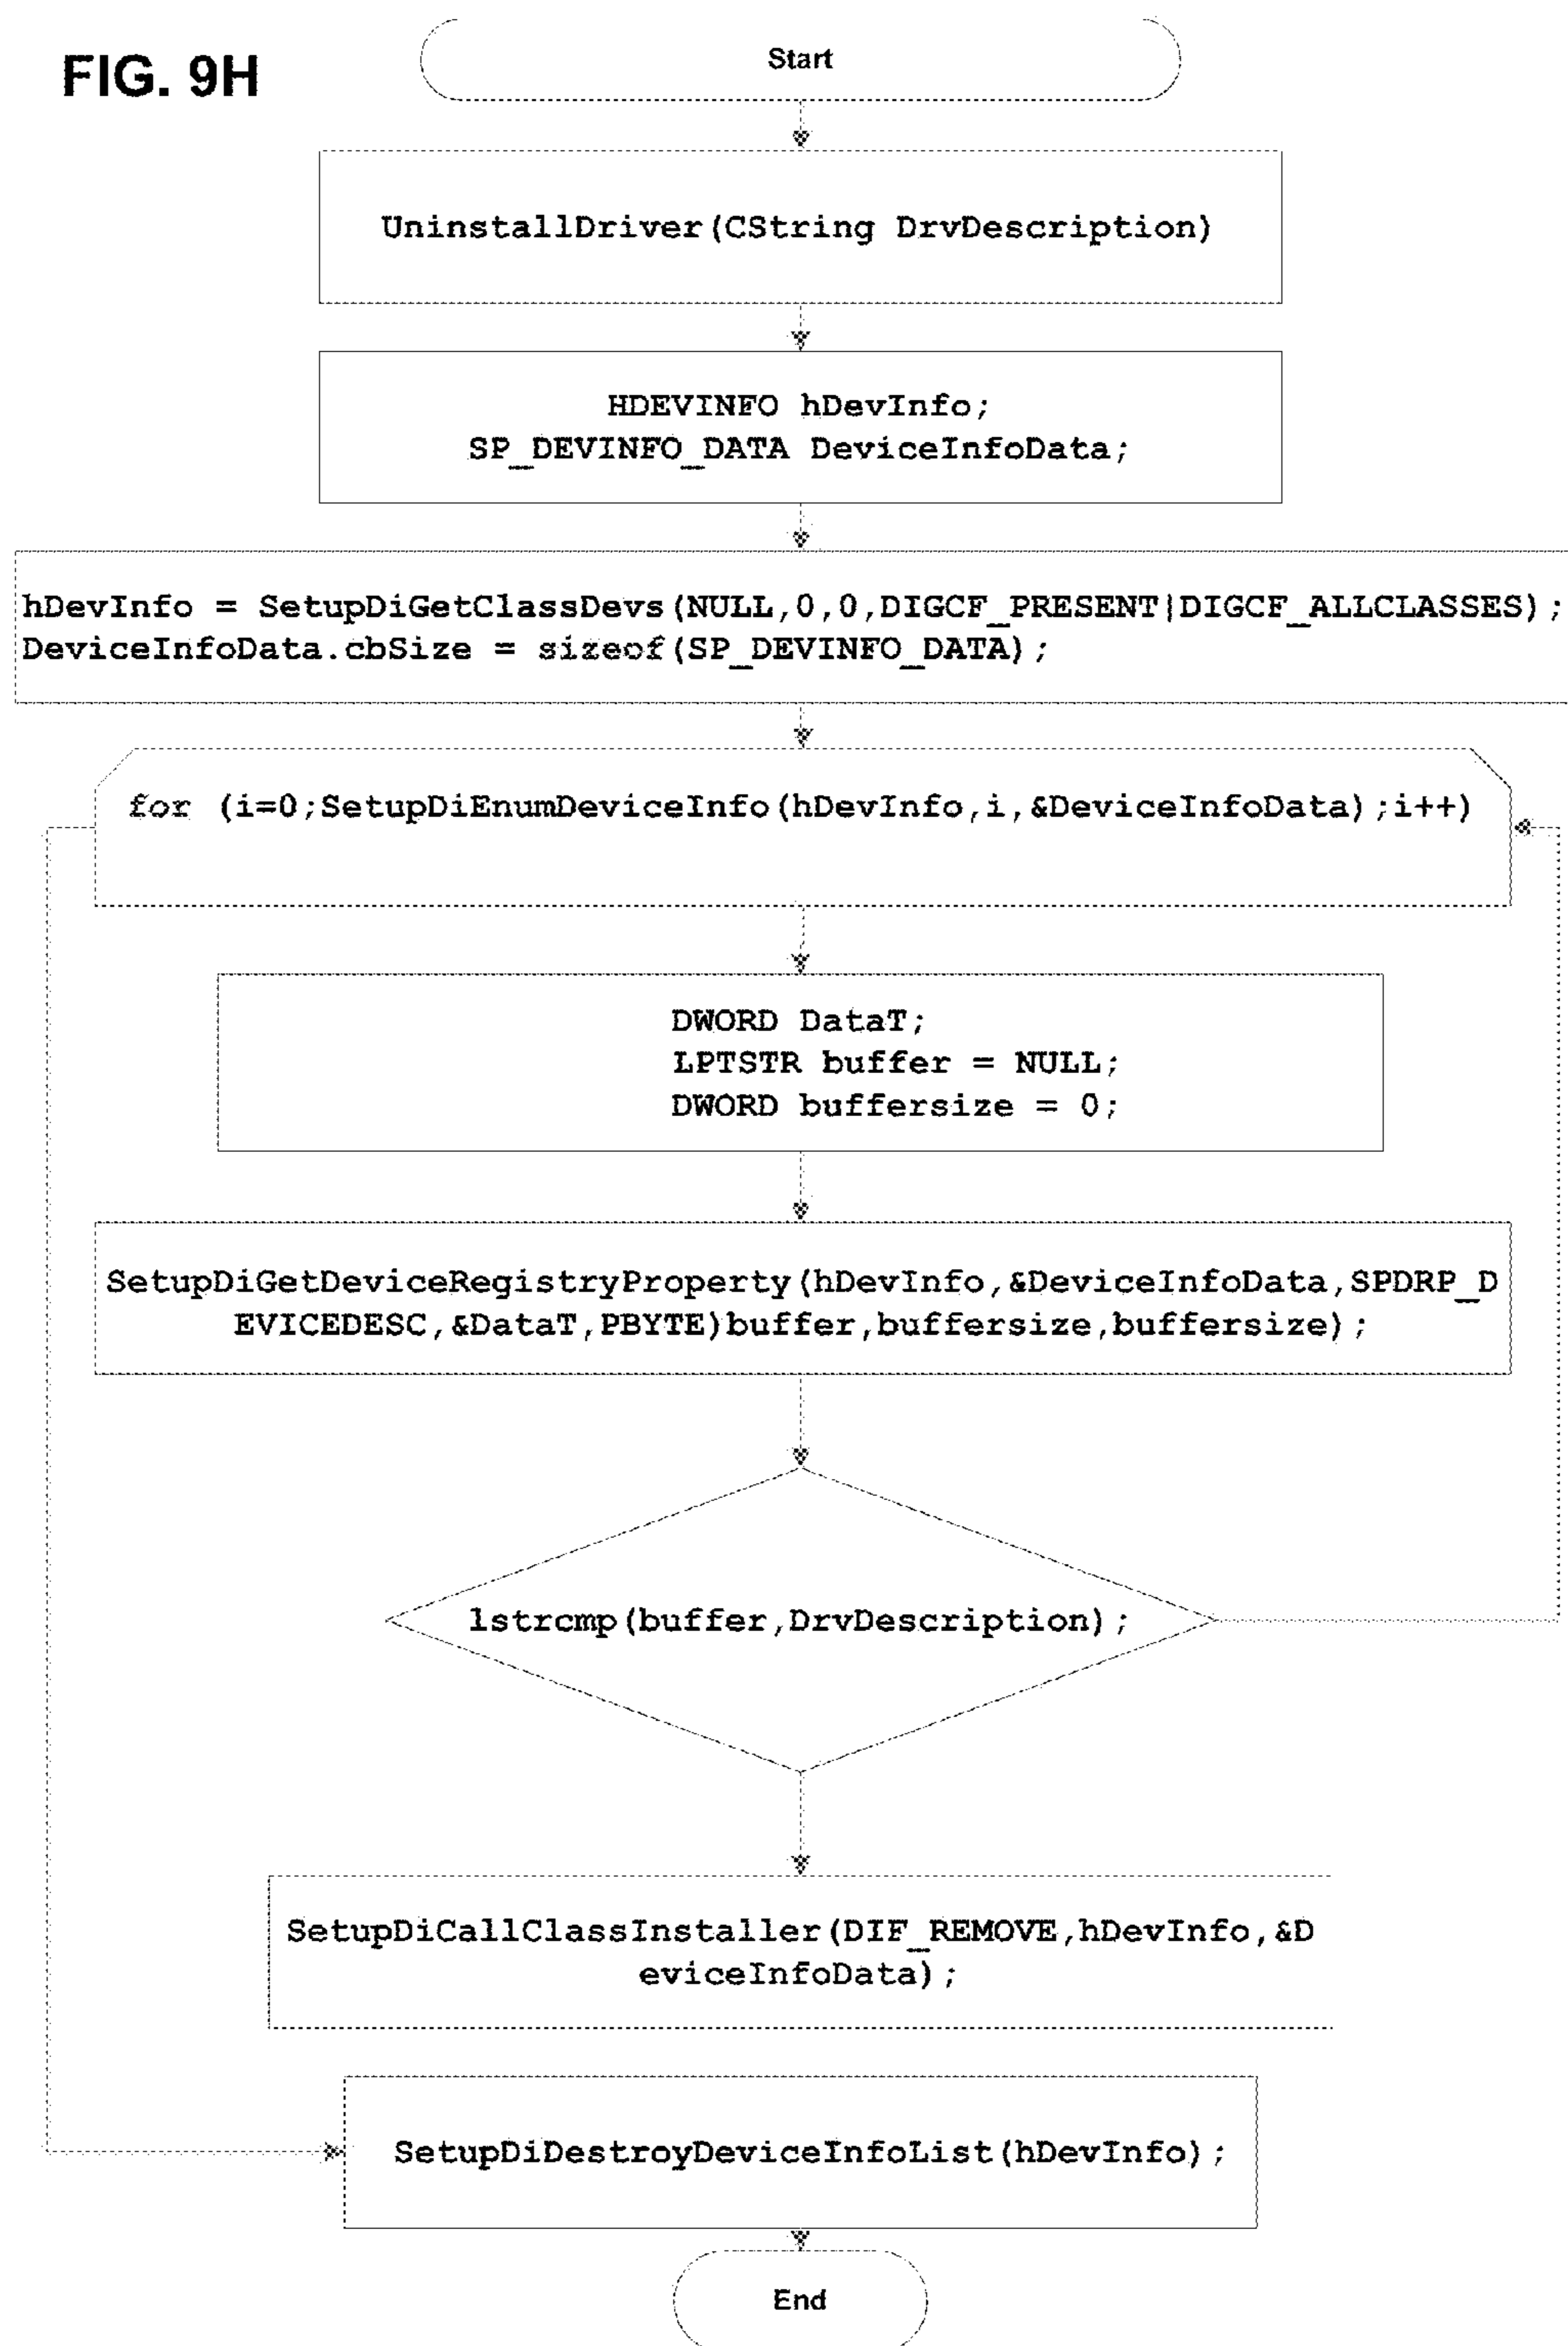 FIG. 9H
Start
UninstallDriver(CString DrvDescription)
HDEVINFO hDevInfo;
SP_DEVINFO_DATA DeviceInfoData;
hDevInfo = SetupDiGetClassDevs(NULL,0,0,DIGCF_PRESENT|DIGCF_ALLCLASSES);
DeviceInfoData.cbSize = sizeof(SP_DEVINFO_DATA);
for (i=0;SetupDiEnumDeviceInfo(hDevInfo,i,&DeviceInfoData);i++)
DWORD DataT;
LPTSTR buffer = NULL;
DWORD buffersize = 0;
SetupDiGetDeviceRegistryProperty(hDevInfo,&DeviceInfoData,SPDRP_D
EVICEDESC,&DataT,PBYTE)buffer,buffersize,buffersize);
lstrcmp(buffer,DrvDescription);
SetupDiCallClassInstaller(DIF_REMOVE,hDevInfo,&D
eviceInfoData);
SetupDiDestroyDeviceInfoList(hDevInfo);
End